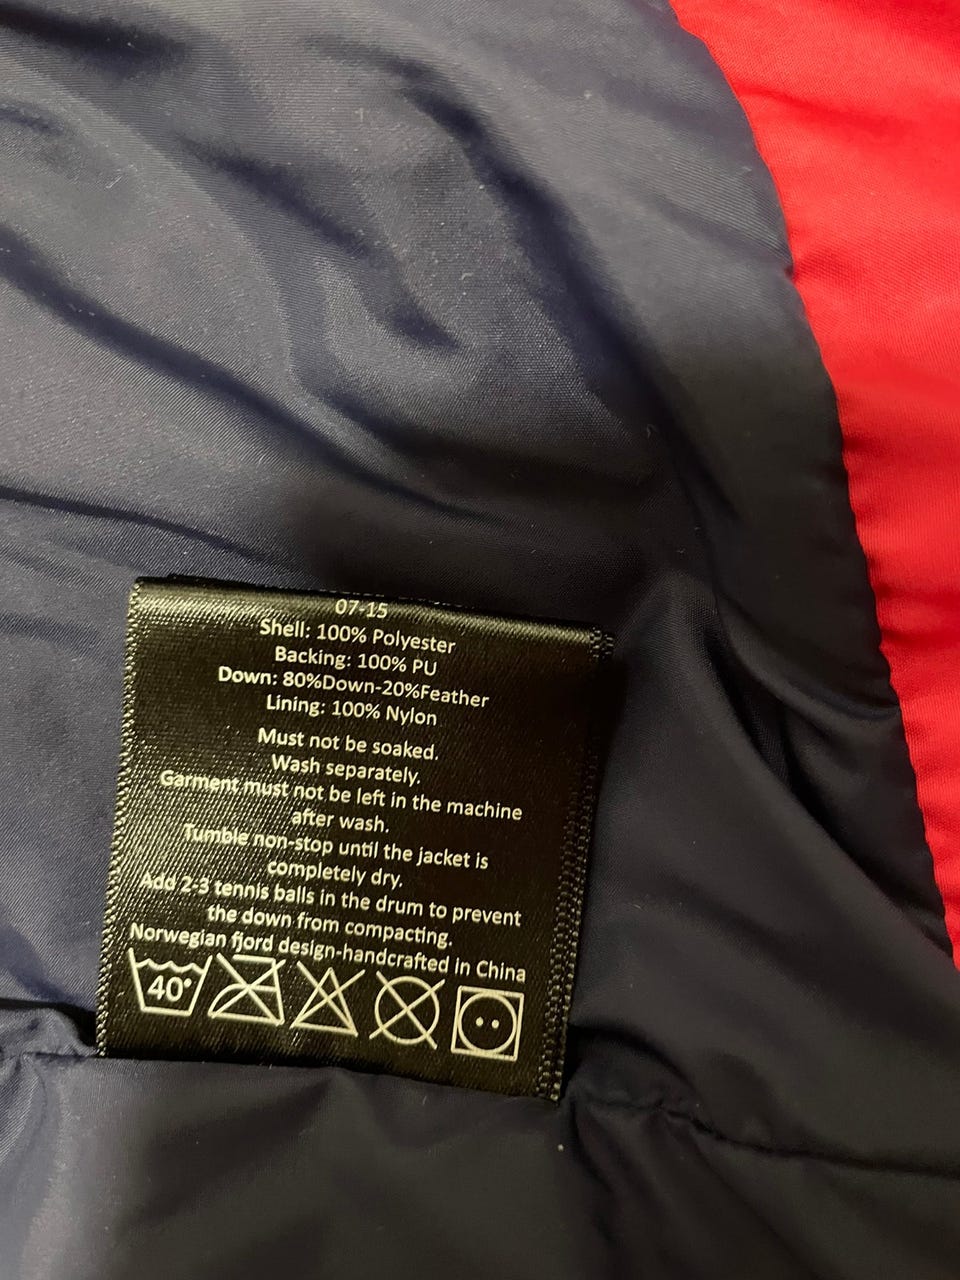 07-15
Shell: 100% Polyester
Backing: 100% PU
Down: 80%Down-20%Feather
Lining: 100% Nylon
Must not be soaked.
Wash separately.
Garment must not be left in the machine
after wash.
Tumble non-stop until the jacket is
completely dry.
Add 2-3 tennis balls in the drum to prevent
the down from compacting.
Norwegian fjord design-handcrafted in China
40°